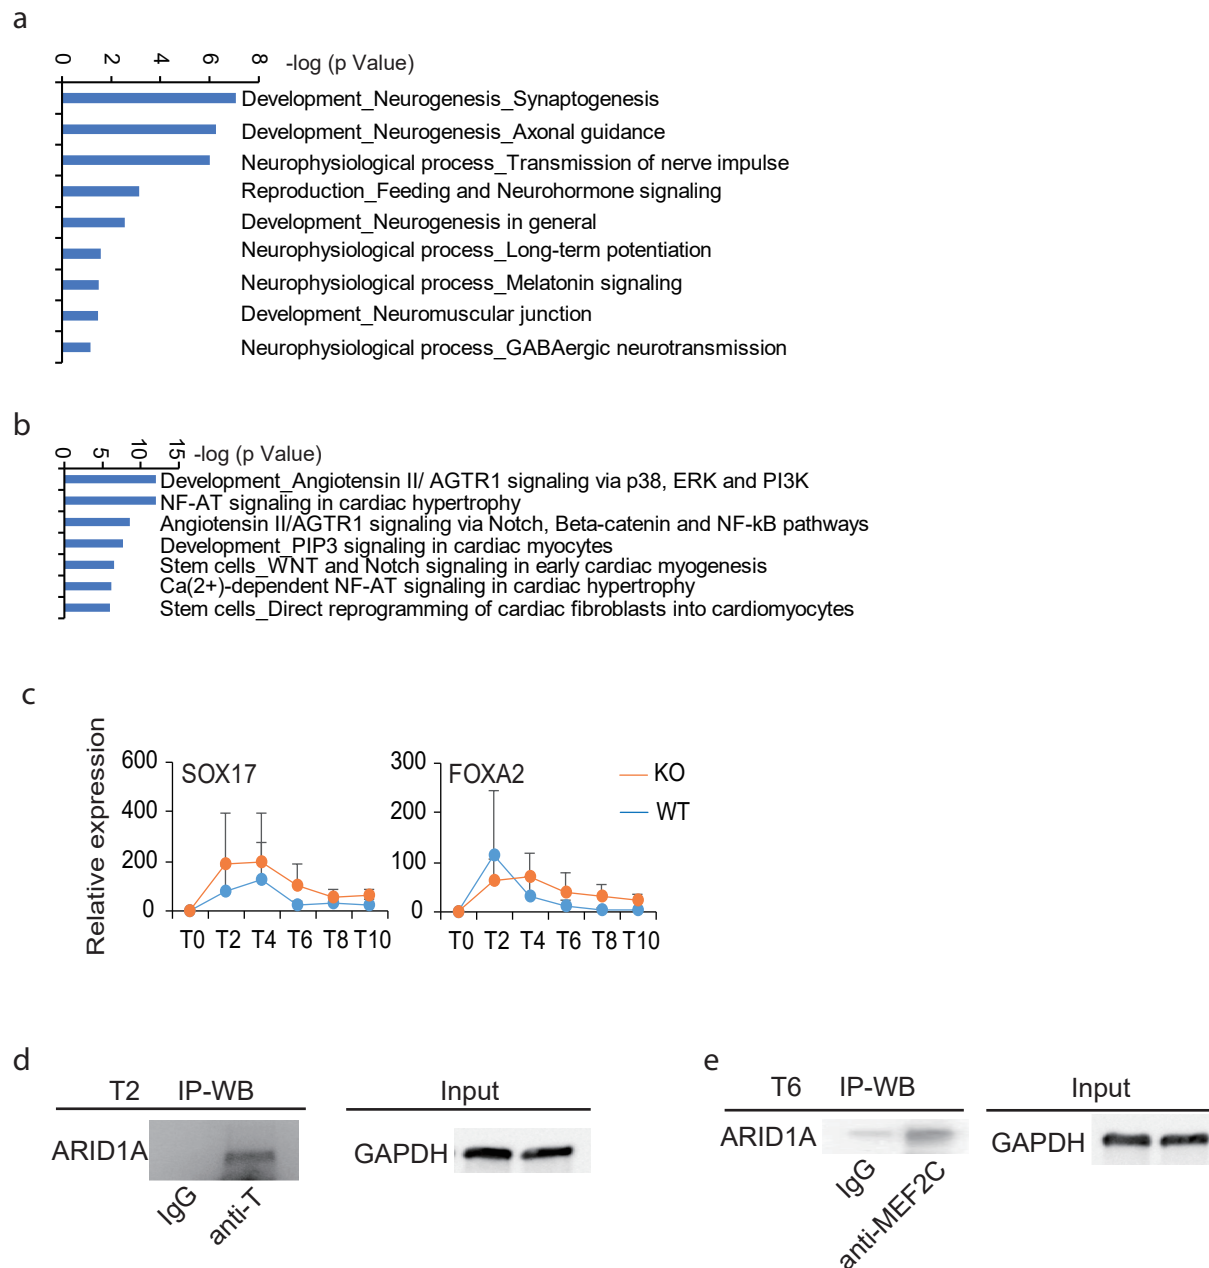 a
0 2 4 6 8 -log (p Value)
Development_Neurogenesis_Synaptogenesis
Development_Neurogenesis_Axonal guidance
Neurophysiological process_Transmission of nerve impulse
Reproduction_Feeding and Neurohormone signaling
Development_Neurogenesis in general
Neurophysiological process_Long-term potentiation
Neurophysiological process_Melatonin signaling
Development_Neuromuscular junction
Neurophysiological process_GABAergic neurotransmission
b
0 5 10 15 -log (p Value)
Development_Angiotensin II/ AGTR1 signaling via p38, ERK and PI3K
NF-AT signaling in cardiac hypertrophy
Angiotensin II/AGTR1 signaling via Notch, Beta-catenin and NF-kB pathways
Development_PIP3 signaling in cardiac myocytes
Stem cells_WNT and Notch signaling in early cardiac myogenesis
Ca(2+)-dependent NF-AT signaling in cardiac hypertrophy
Stem cells_Direct reprogramming of cardiac fibroblasts into cardiomyocytes
c
Relative expression
600
400
200
0
SOX17
T0 T2 T4 T6 T8 T10
300
200
100
0
FOXA2
T0 T2 T4 T6 T8 T10
KO
WT
d
T2 IP-WB
Input
ARID1A
GAPDH
IgG
anti-T
e
T6 IP-WB
Input
ARID1A
GAPDH
IgG
anti-MEF2C